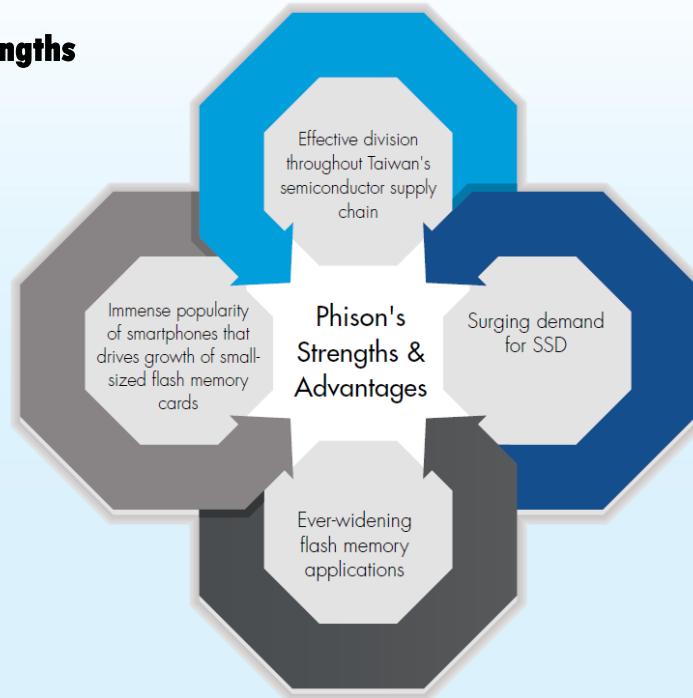 ngths
Effective division
throughout Taiwan's
semiconductor supply
chain
Immense popularity
of smartphones that
drives growth of small-
sized flash memory
cards
Phison's
Strengths &
Advantages
Surging demand
for SSD
Ever-widening
flash memory
applications